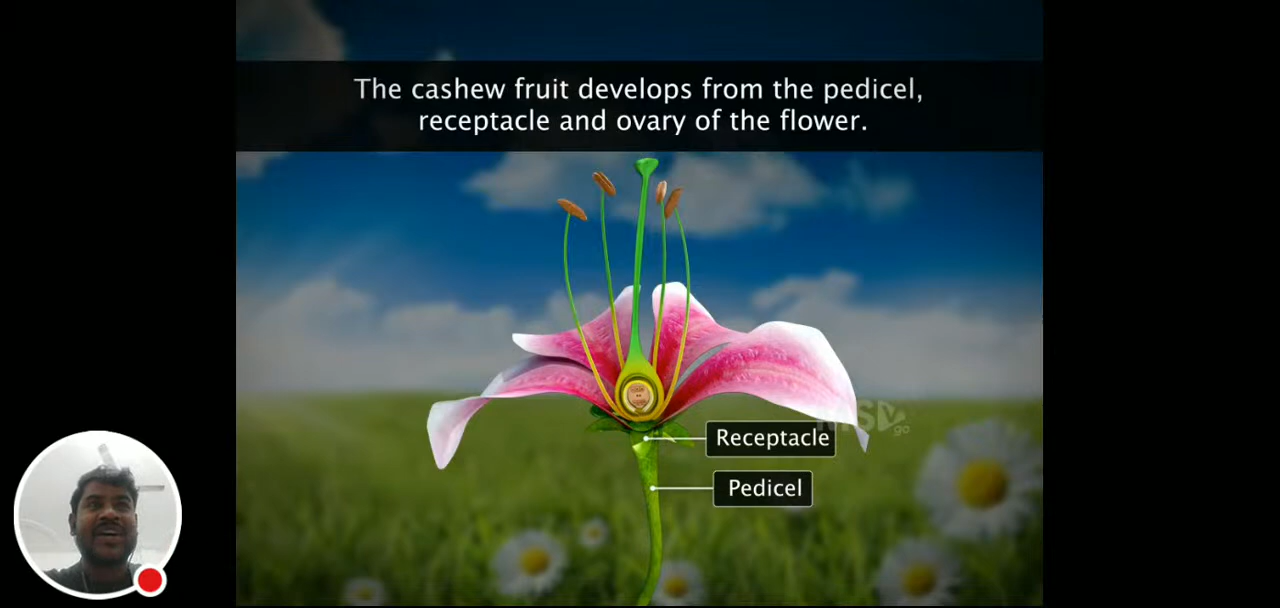 The cashew fruit develops from the pedicel,
receptacle and ovary of the flower.
Receptacle
Pedicel